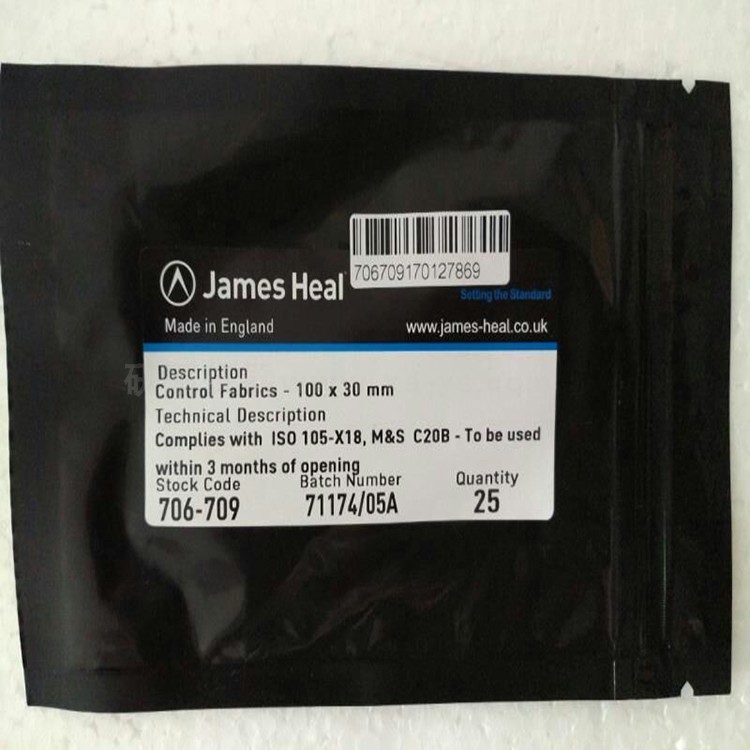 706709170127869
James Heal
Setting the Standard
Made in England
www.james-heal.co.uk
Description
Control Fabrics - 100 x 30 mm
Technical Description
Complies with ISO 105-X18, M&S C20B - To be used
within 3 months of opening
Stock Code Batch Number Quantity
706-709 71174/05A 25